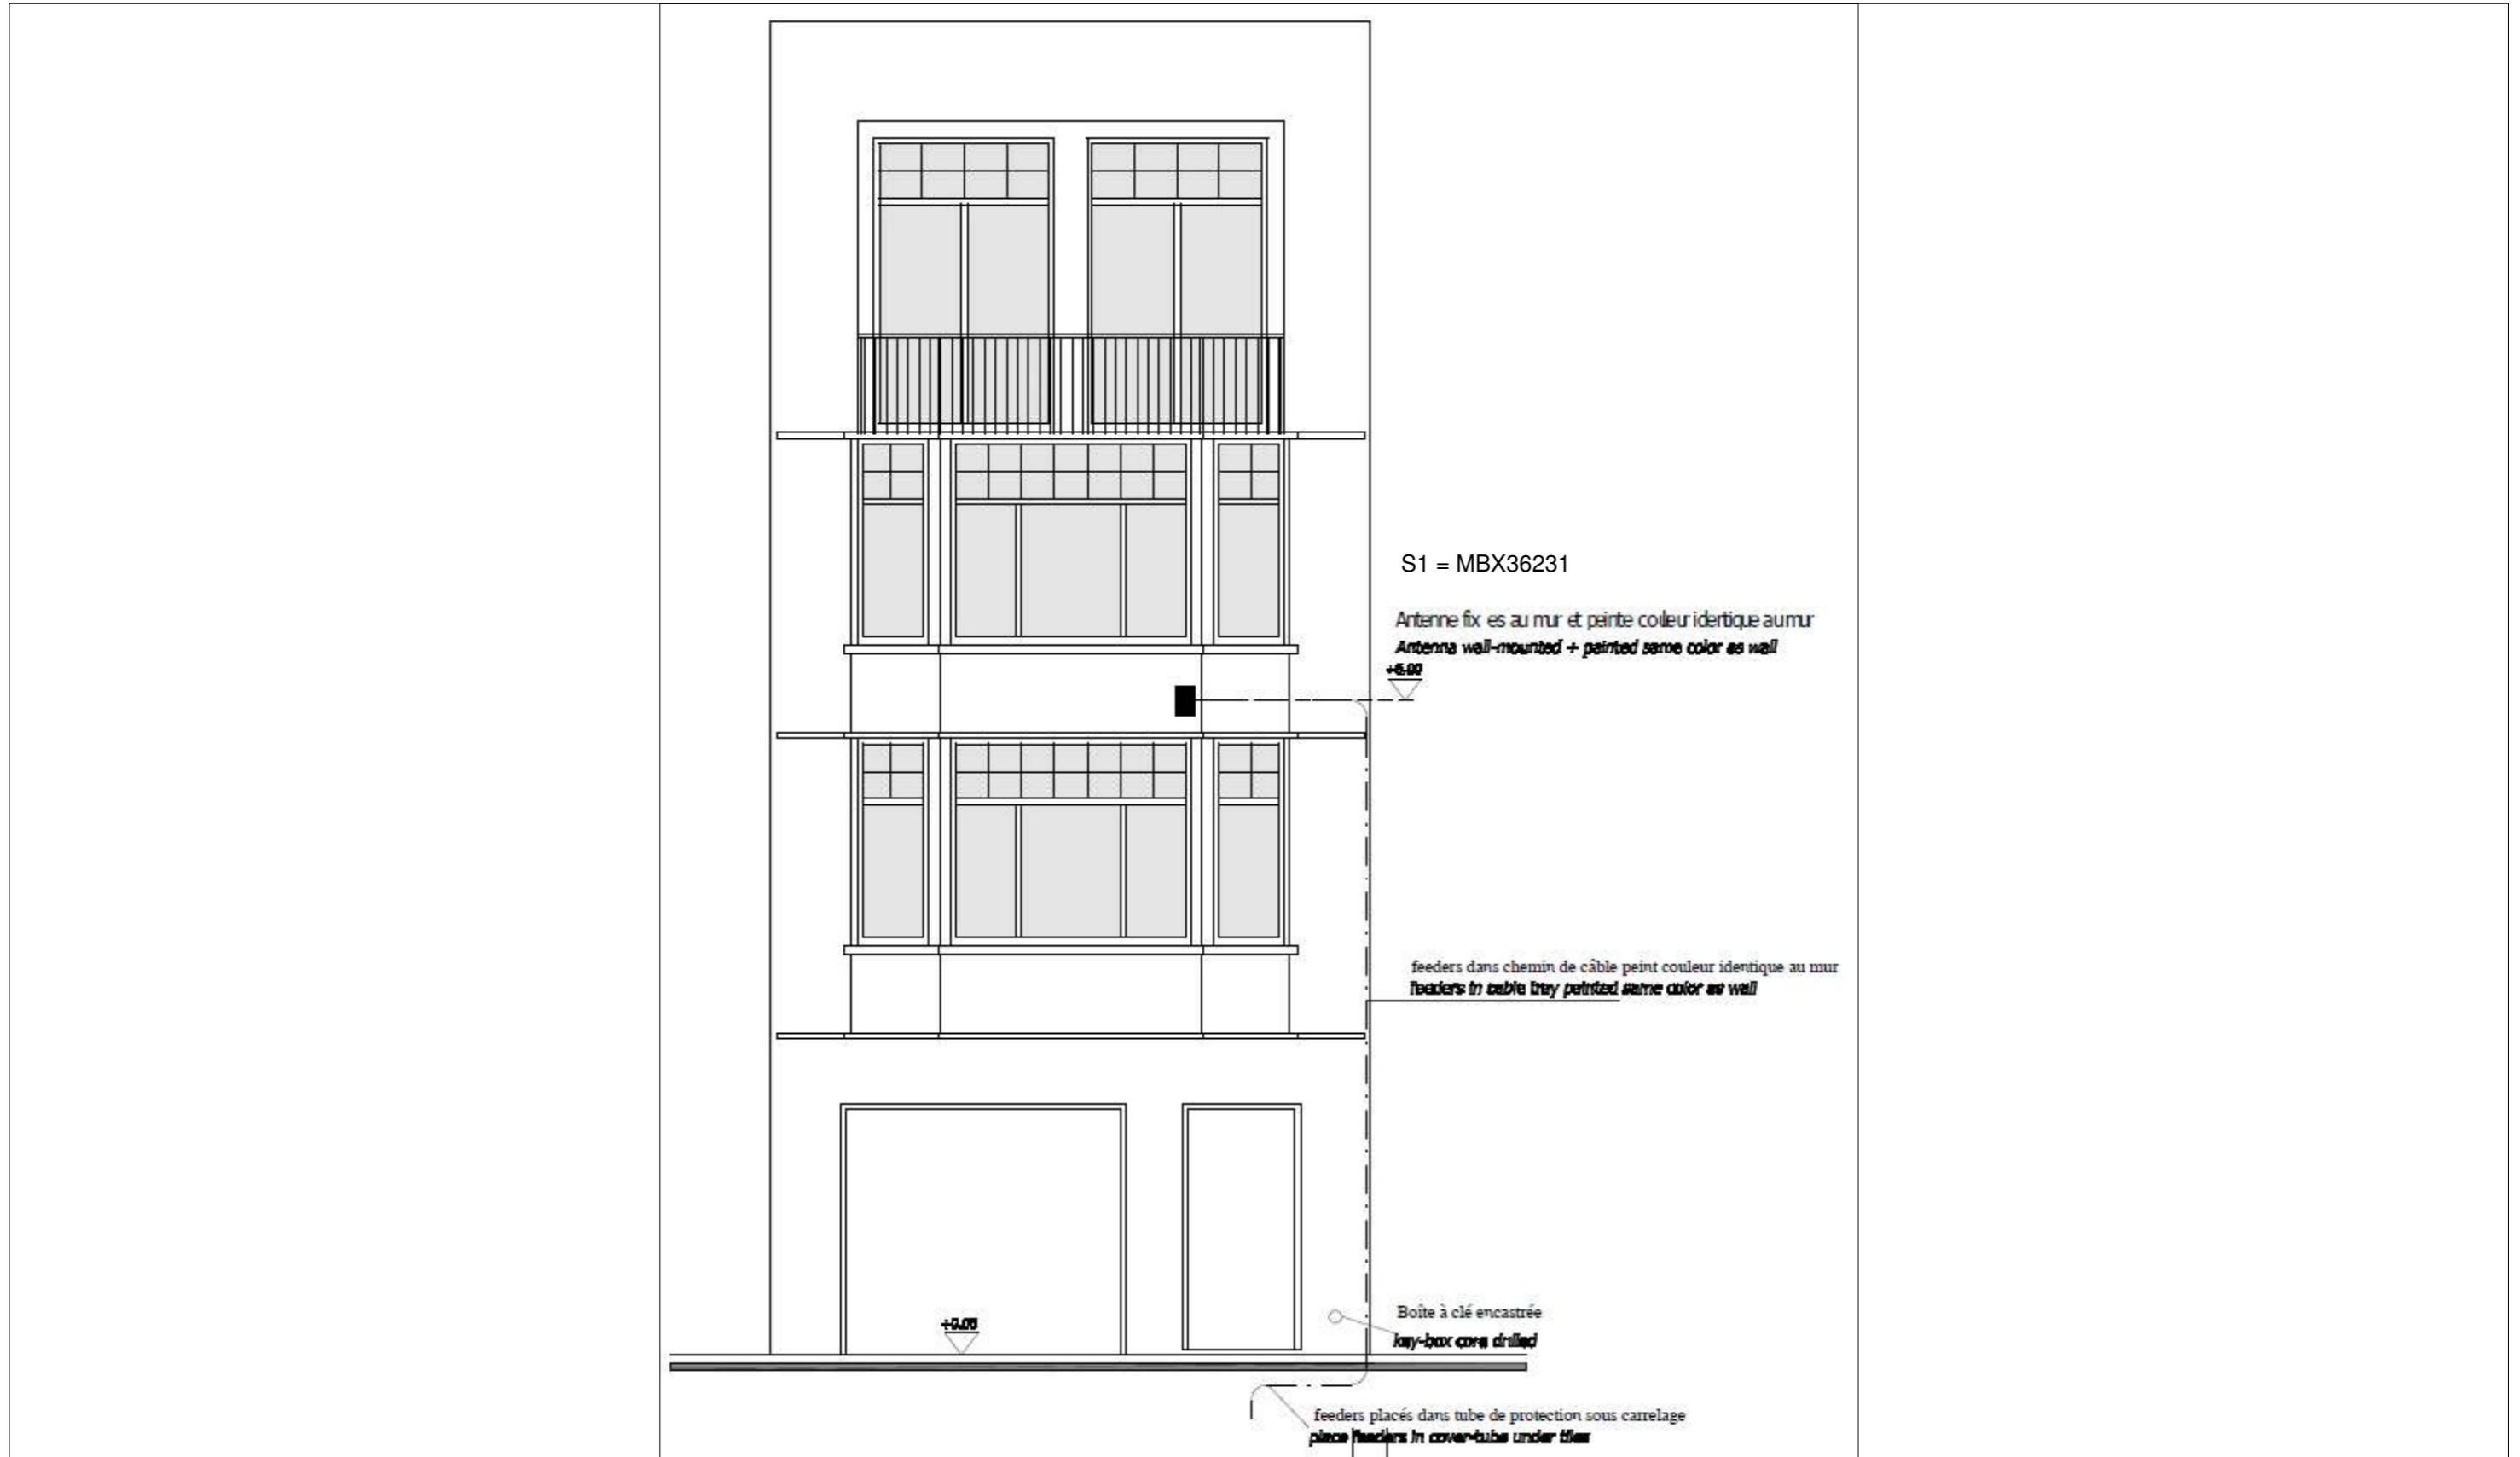 S1 = MBX36231
Antenne fix es au mur et peinte couleur identique au mur
Antenna wall-mounted + painted same color as wall
feeders dans chemin de câble peint couleur identique au mur
feeders in cable tray painted same color as wall
+0.00
Boîte à clé encastrée
key-box core drilled
feeders placés dans tube de protection sous carrelage
place feeders in cover-tube under tiles